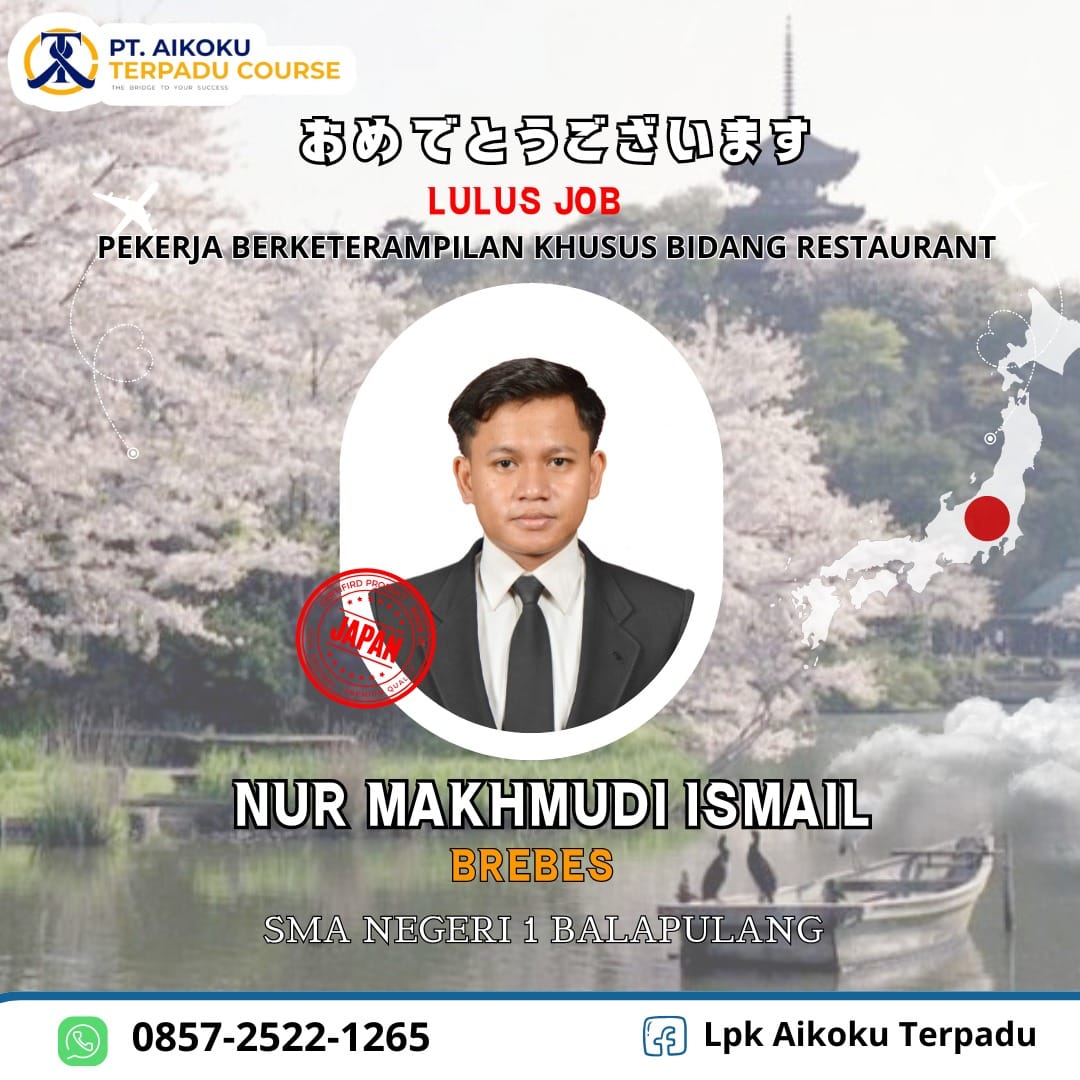 PT. AIKOKU
TERPADU COURSE
THE BRIDGE TO YOUR SUCCESS
おめでとうございます
LULUS JOB
PEKERJA BERKETERAMPILAN KHUSUS BIDANG RESTAURANT
JAPAN
NUR MAKHMUDI ISMAIL
BREBES
SMA NEGERI 1 BALAPULANG
0857-2522-1265
Lpk Aikoku Terpadu